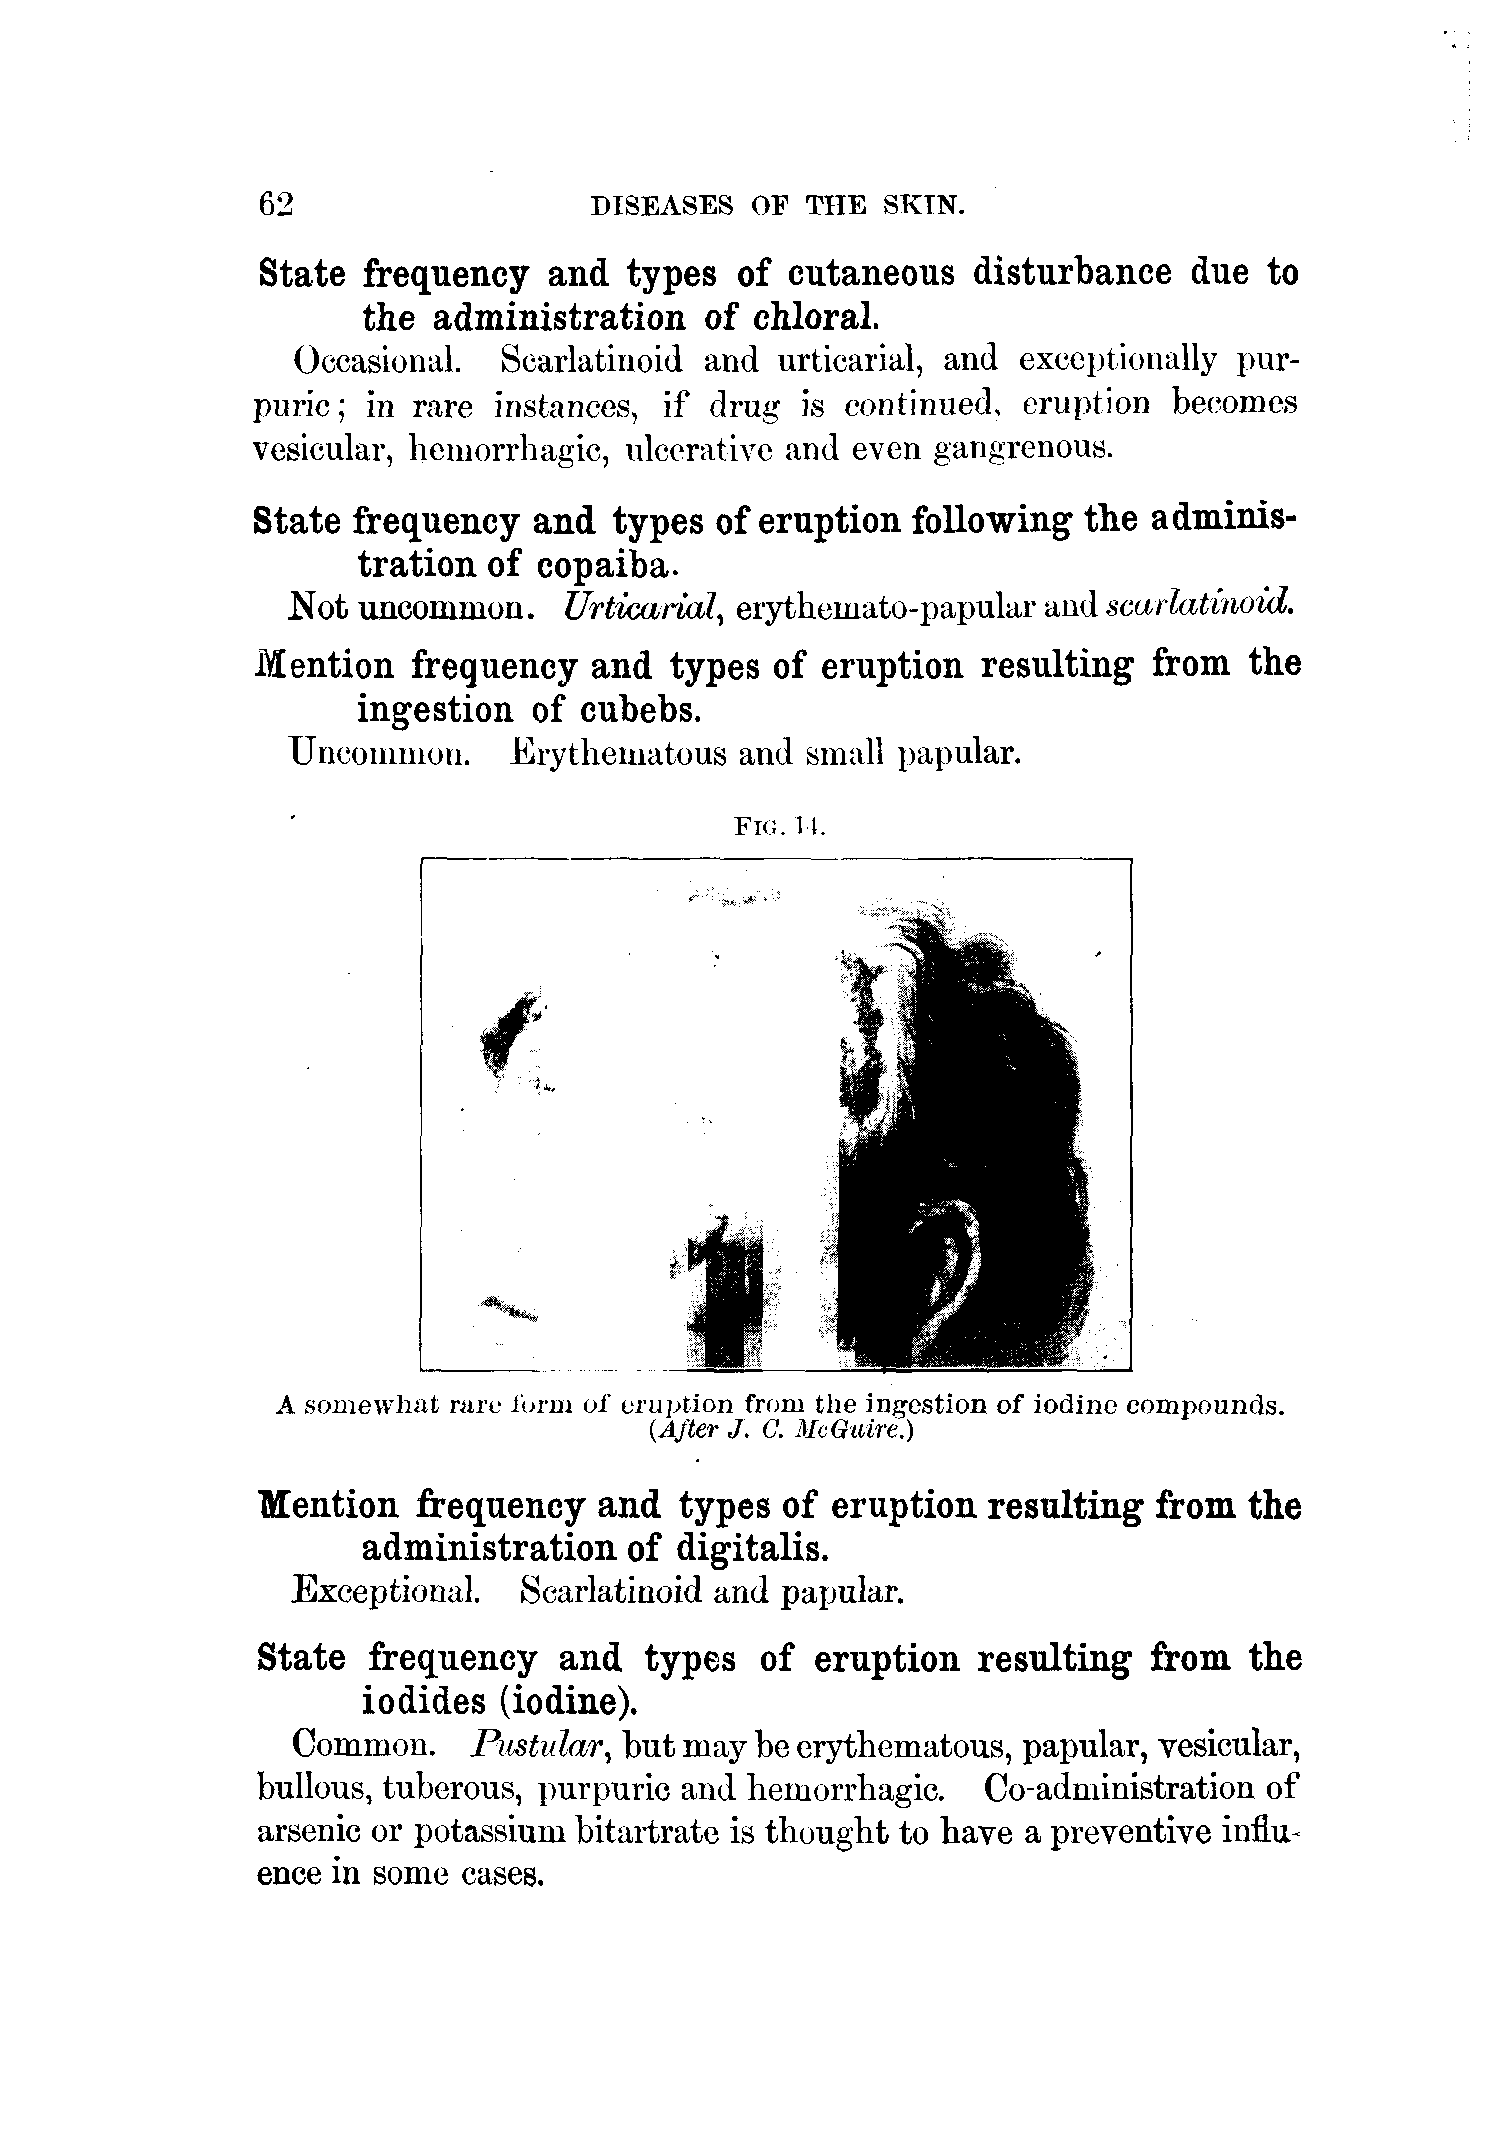 62 DISEASES OF THE SKIN.
State frequency and types of cutaneous disturbance due to
the administration of chloral.
Occasional. Scarlatinoid and urticarial, and exceptionally pur-
puric; in rare instances, if drug is continued, eruption becomes
vesicular, hemorrhagic, ulcerative and even gangrenous.
State frequency and types of eruption following the adminis-
tration of copaiba.
Not uncommon. Urticarial, erythemato-papular and scarlatinoid.
Mention frequency and types of eruption resulting from the
ingestion of cubebs.
Uncommon. Erythematous and small papular.
FIG. 14.
A somewhat rare form of eruption from the ingestion of iodine compounds.
(After J. C. McGuire.)
Mention frequency and types of eruption resulting from the
administration of digitalis.
Exceptional. Scarlatinoid and papular.
State frequency and types of eruption resulting from the
iodides (iodine).
Common. Pustular, but may be erythematous, papular, vesicular,
bullous, tuberous, purpuric and hemorrhagic. Co-administration of
arsenic or potassium bitartrate is thought to have a preventive influ-
ence in some cases.